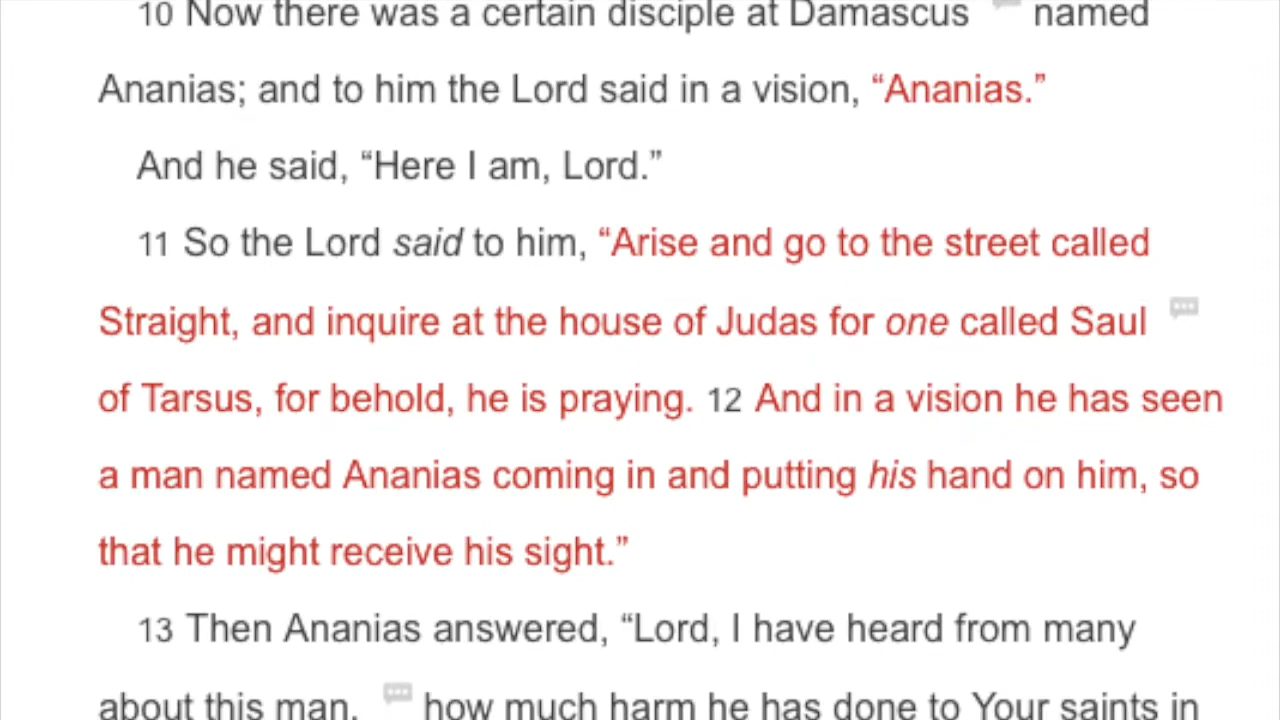 10 Now there was a certain disciple at Damascus named
Ananias; and to him the Lord said in a vision, “Ananias.”
And he said, “Here I am, Lord.”
11 So the Lord said to him, “Arise and go to the street called
Straight, and inquire at the house of Judas for one called Saul
of Tarsus, for behold, he is praying. 12 And in a vision he has seen
a man named Ananias coming in and putting his hand on him, so
that he might receive his sight.”
13 Then Ananias answered, “Lord, I have heard from many
about this man, how much harm he has done to Your saints in